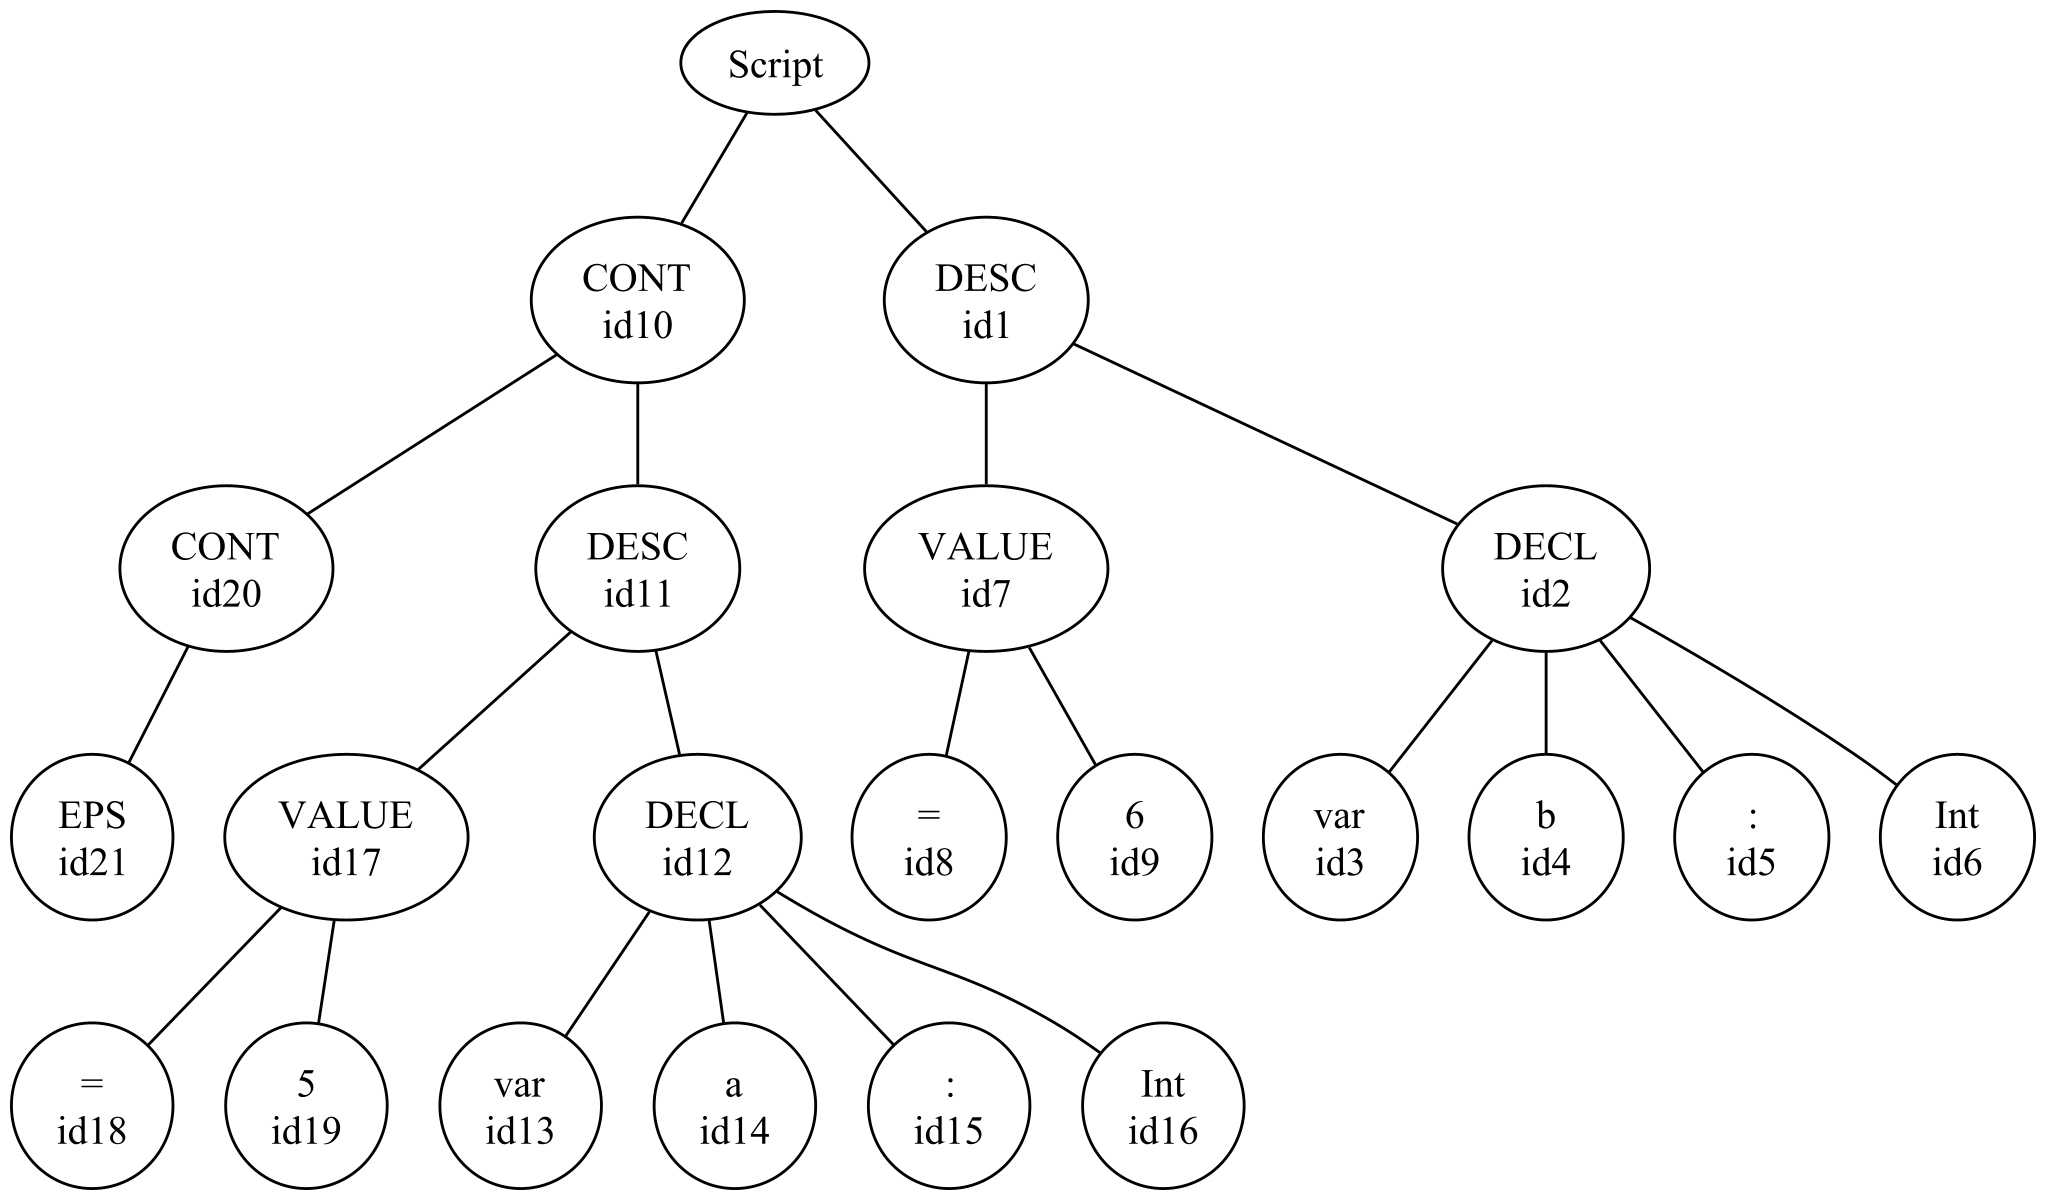 Script
CONT
id10
DESC
id1
CONT
id20
DESC
id11
VALUE
id7
DECL
id2
EPS
id21
VALUE
id17
DECL
id12
=
id8
6
id9
var
id3
b
id4
:
id5
Int
id6
=
id18
5
id19
var
id13
a
id14
:
id15
Int
id16